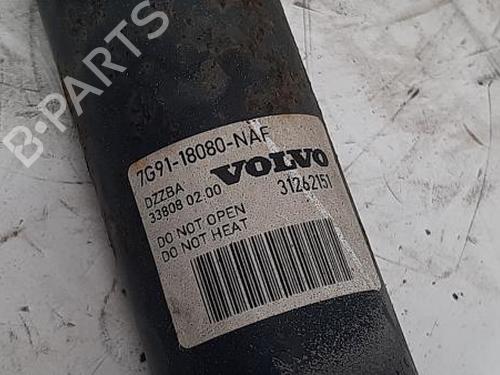 B-PARTS
7G91-18080-NAF
DZZBA VOLVO
33808 02.00 31262151
DO NOT OPEN
DO NOT HEAT